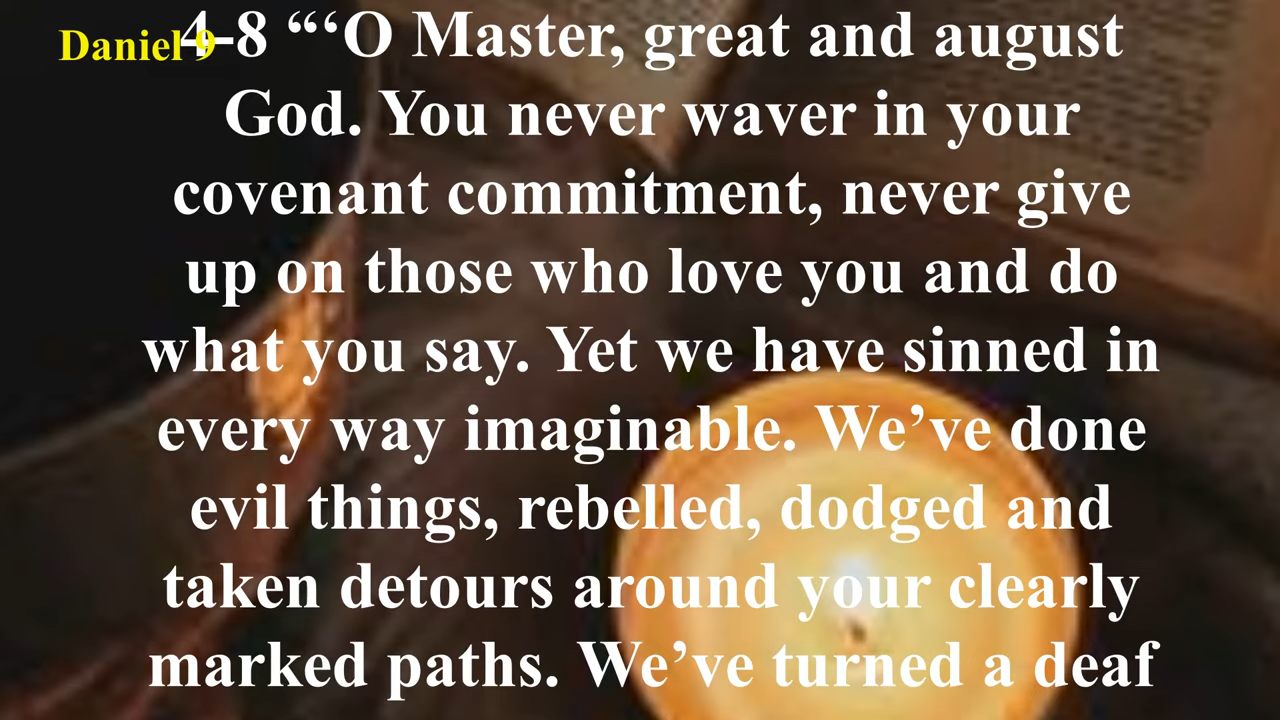 Daniel 9
4-8 “‘O Master, great and august
God. You never waver in your
covenant commitment, never give
up on those who love you and do
what you say. Yet we have sinned in
every way imaginable. We’ve done
evil things, rebelled, dodged and
taken detours around your clearly
marked paths. We’ve turned a deaf